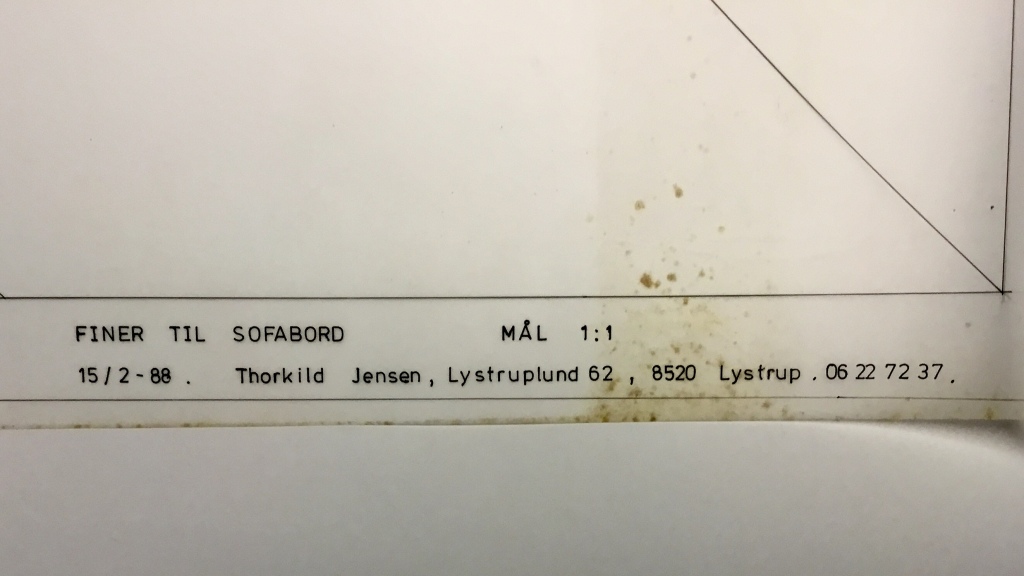 FINER TIL SOFABORD MÅL 1:1
15/2-88. Thorkild Jensen, Lystruplund 62, 8520 Lystrup. 06 22 72 37.